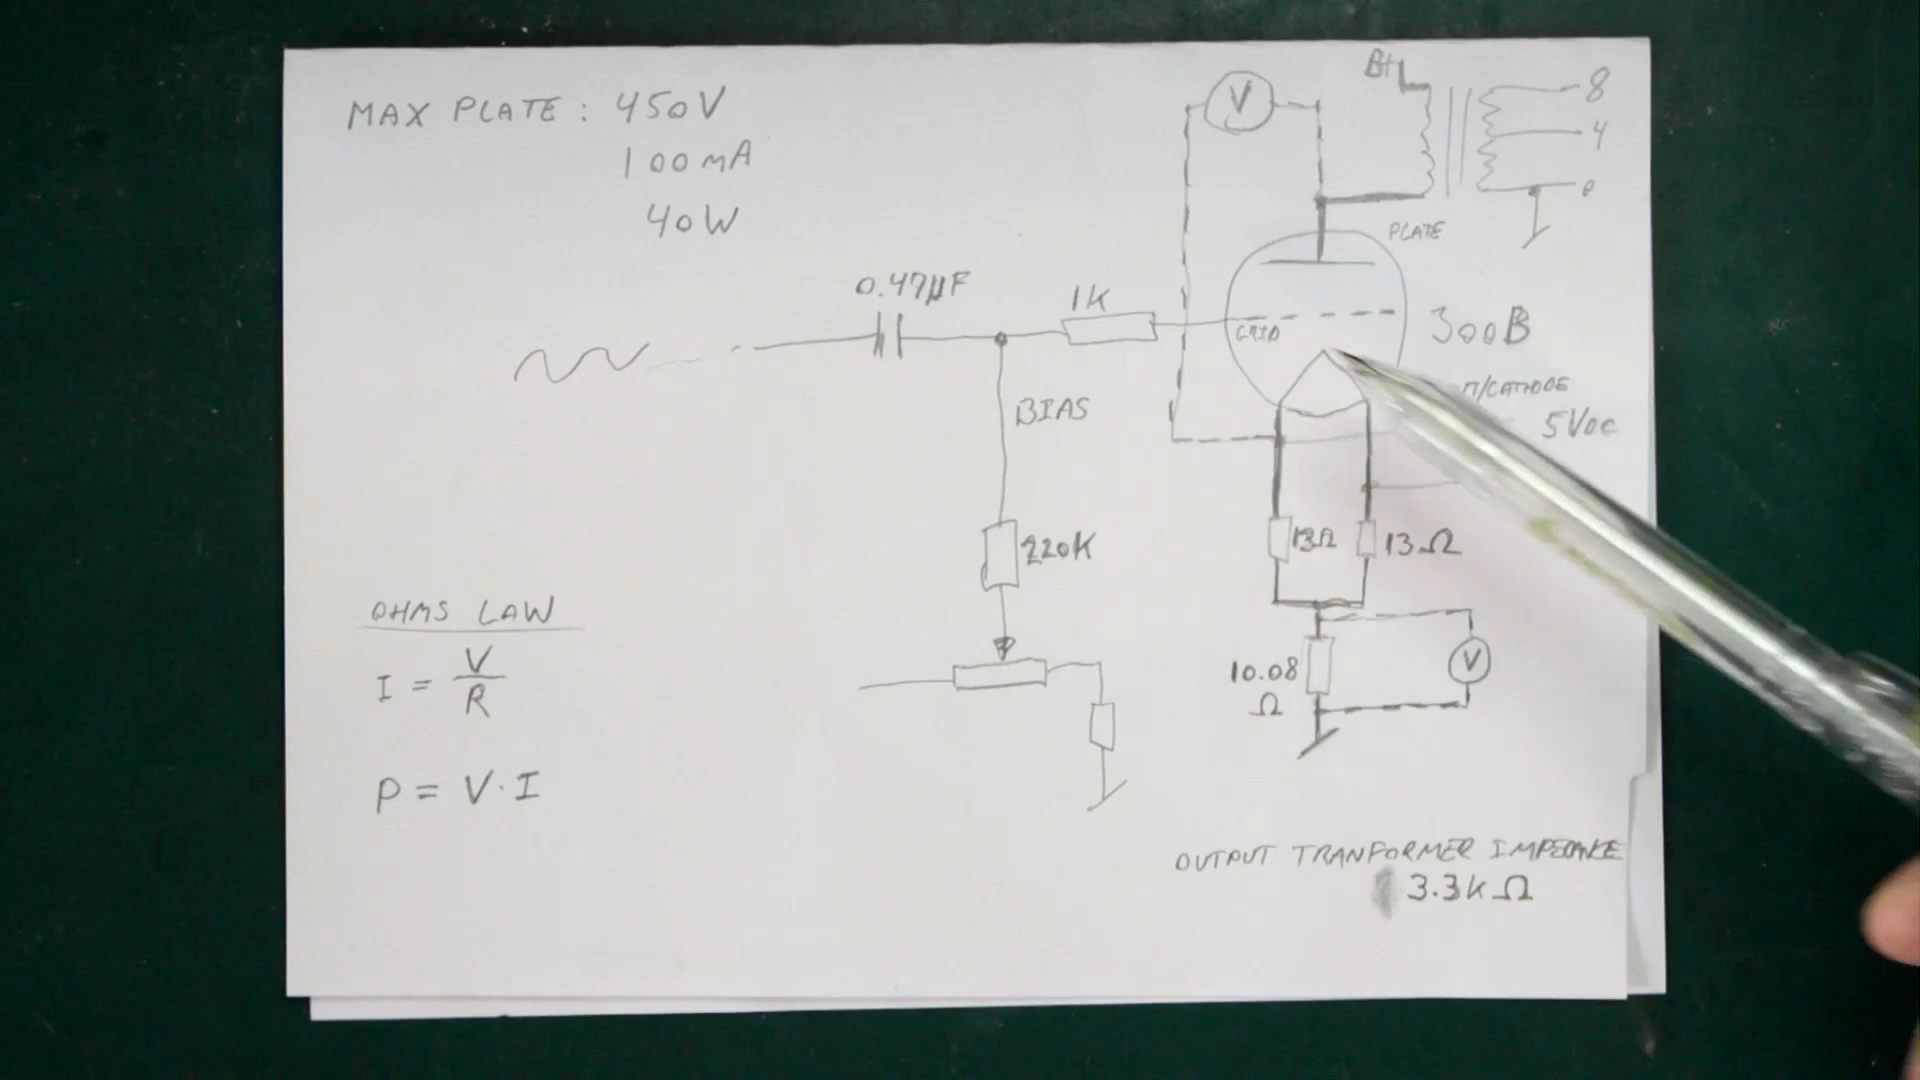 MAX PLATE: 450V
100mA
40W
B+
8
4
0
V
PLATE
0.47µF
1K
GRID
300B
T/CATHODE
5VDC
BIAS
220K
13Ω
13Ω
10.08
Ω
V
OHMS LAW
I = V/R
P = V·I
OUTPUT TRANFORMER IMPEDANCE
3.3KΩ